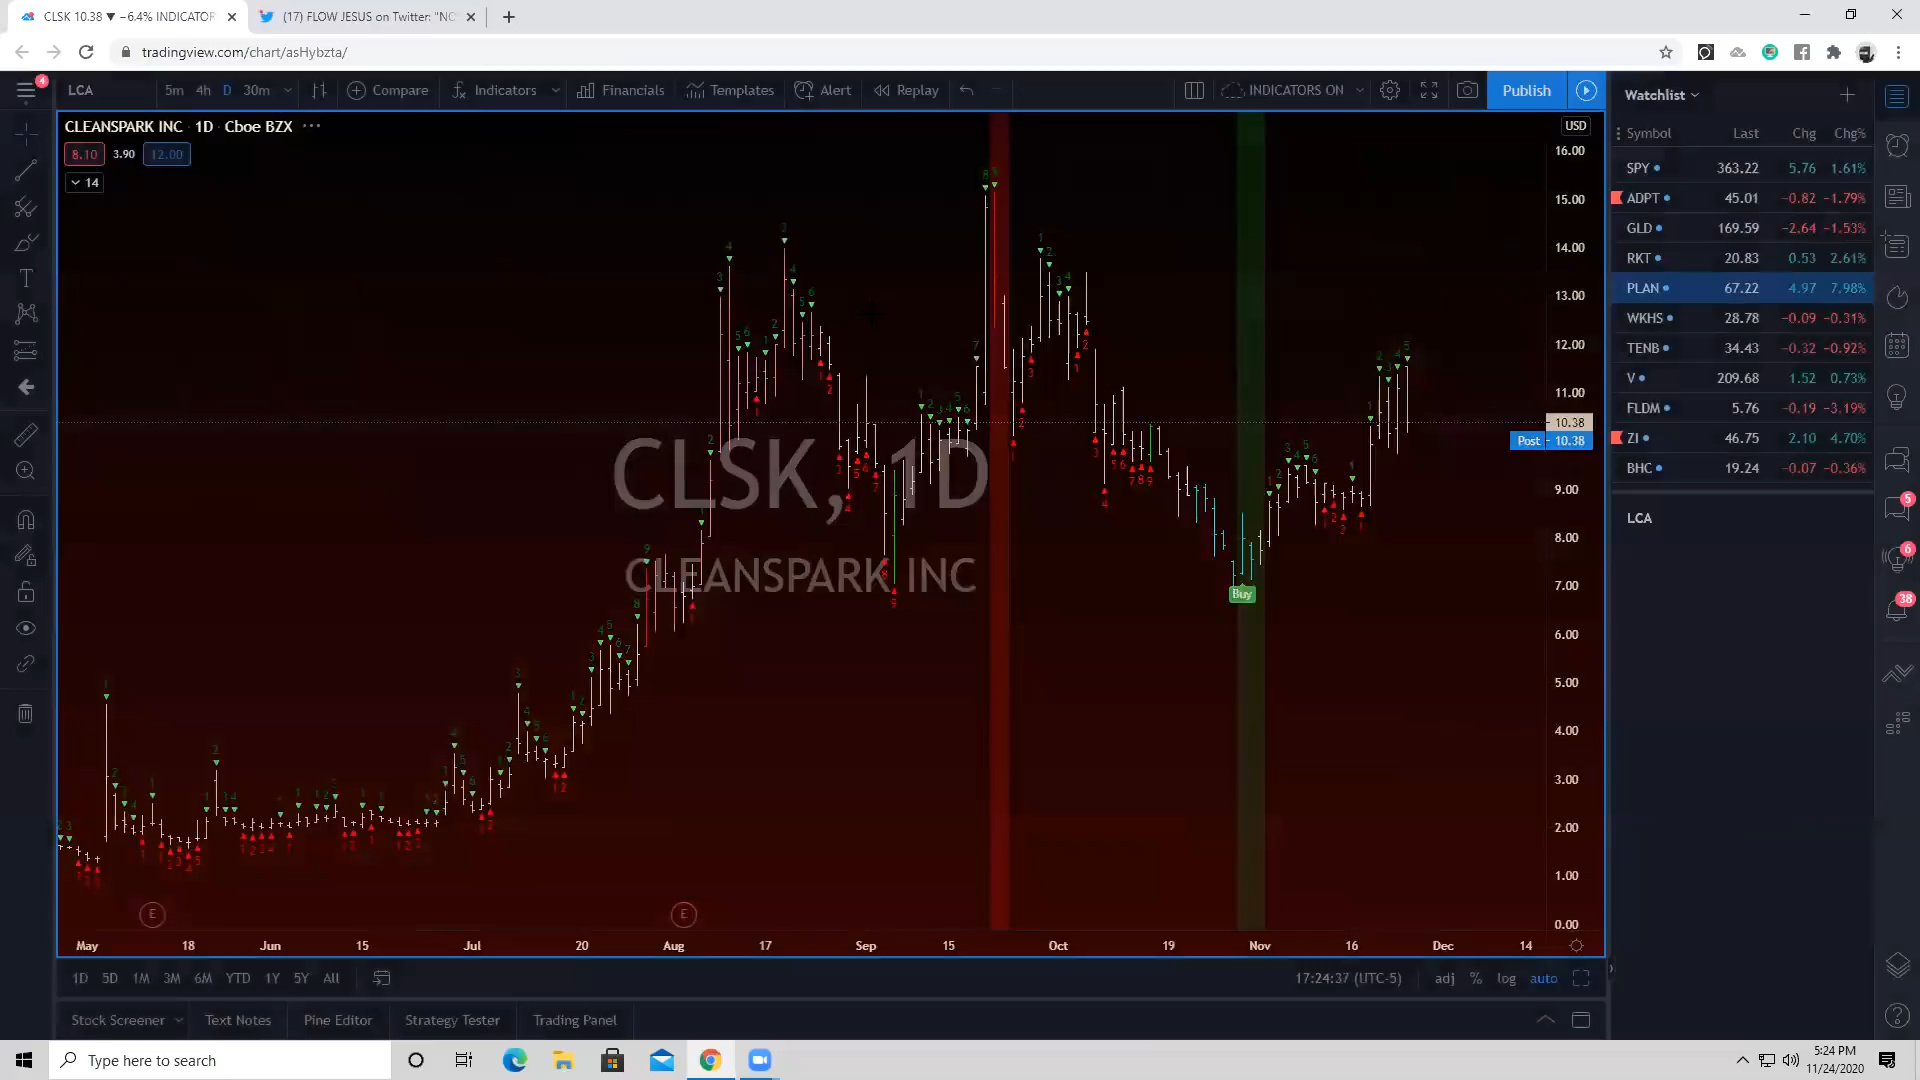 CLSK 10.38 ▼ −6.4% INDICATOR
(17) FLOW JESUS on Twitter: "NO
tradingview.com/chart/asHybzta/
4
LCA
5m 4h D 30m
Compare
Indicators
Financials
Templates
Alert
Replay
INDICATORS ON
Publish
Watchlist
CLEANSPARK INC · 1D · Cboe BZX
USD
8.10 3.90 12.00
14
Symbol Last Chg Chg%
SPY 363.22 5.76 1.61%
ADPT 45.01 −0.82 −1.79%
GLD 169.59 −2.64 −1.53%
RKT 20.83 0.53 2.61%
PLAN 67.22 4.97 7.98%
WKHS 28.78 −0.09 −0.31%
TENB 34.43 −0.32 −0.92%
V 209.68 1.52 0.73%
FLDM 5.76 −0.19 −3.19%
ZI 46.75 2.10 4.70%
BHC 19.24 −0.07 −0.36%
LCA
5
6
38
16.00
15.00
14.00
13.00
12.00
11.00
10.38
Post 10.38
9.00
8.00
7.00
6.00
5.00
4.00
3.00
2.00
1.00
0.00
CLSK, 1D
CLEANSPARK INC
Buy
E E
May 18 Jun 15 Jul 20 Aug 17 Sep 15 Oct 19 Nov 16 Dec 14
1D 5D 1M 3M 6M YTD 1Y 5Y All
17:24:37 (UTC-5) adj % log auto
Stock Screener Text Notes Pine Editor Strategy Tester Trading Panel
Type here to search
5:24 PM
11/24/2020